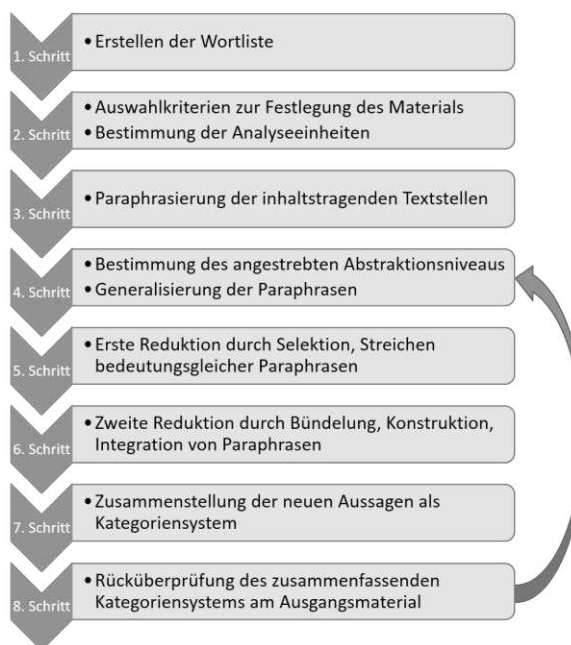 1. Schritt
• Erstellen der Wortliste
2. Schritt
• Auswahlkriterien zur Festlegung des Materials
• Bestimmung der Analyseeinheiten
3. Schritt
• Paraphrasierung der inhaltstragenden Textstellen
4. Schritt
• Bestimmung des angestrebten Abstraktionsniveaus
• Generalisierung der Paraphrasen
5. Schritt
• Erste Reduktion durch Selektion, Streichen
bedeutungsgleicher Paraphrasen
6. Schritt
• Zweite Reduktion durch Bündelung, Konstruktion,
Integration von Paraphrasen
7. Schritt
• Zusammenstellung der neuen Aussagen als
Kategoriensystem
8. Schritt
• Rücküberprüfung des zusammenfassenden
Kategoriensystems am Ausgangsmaterial